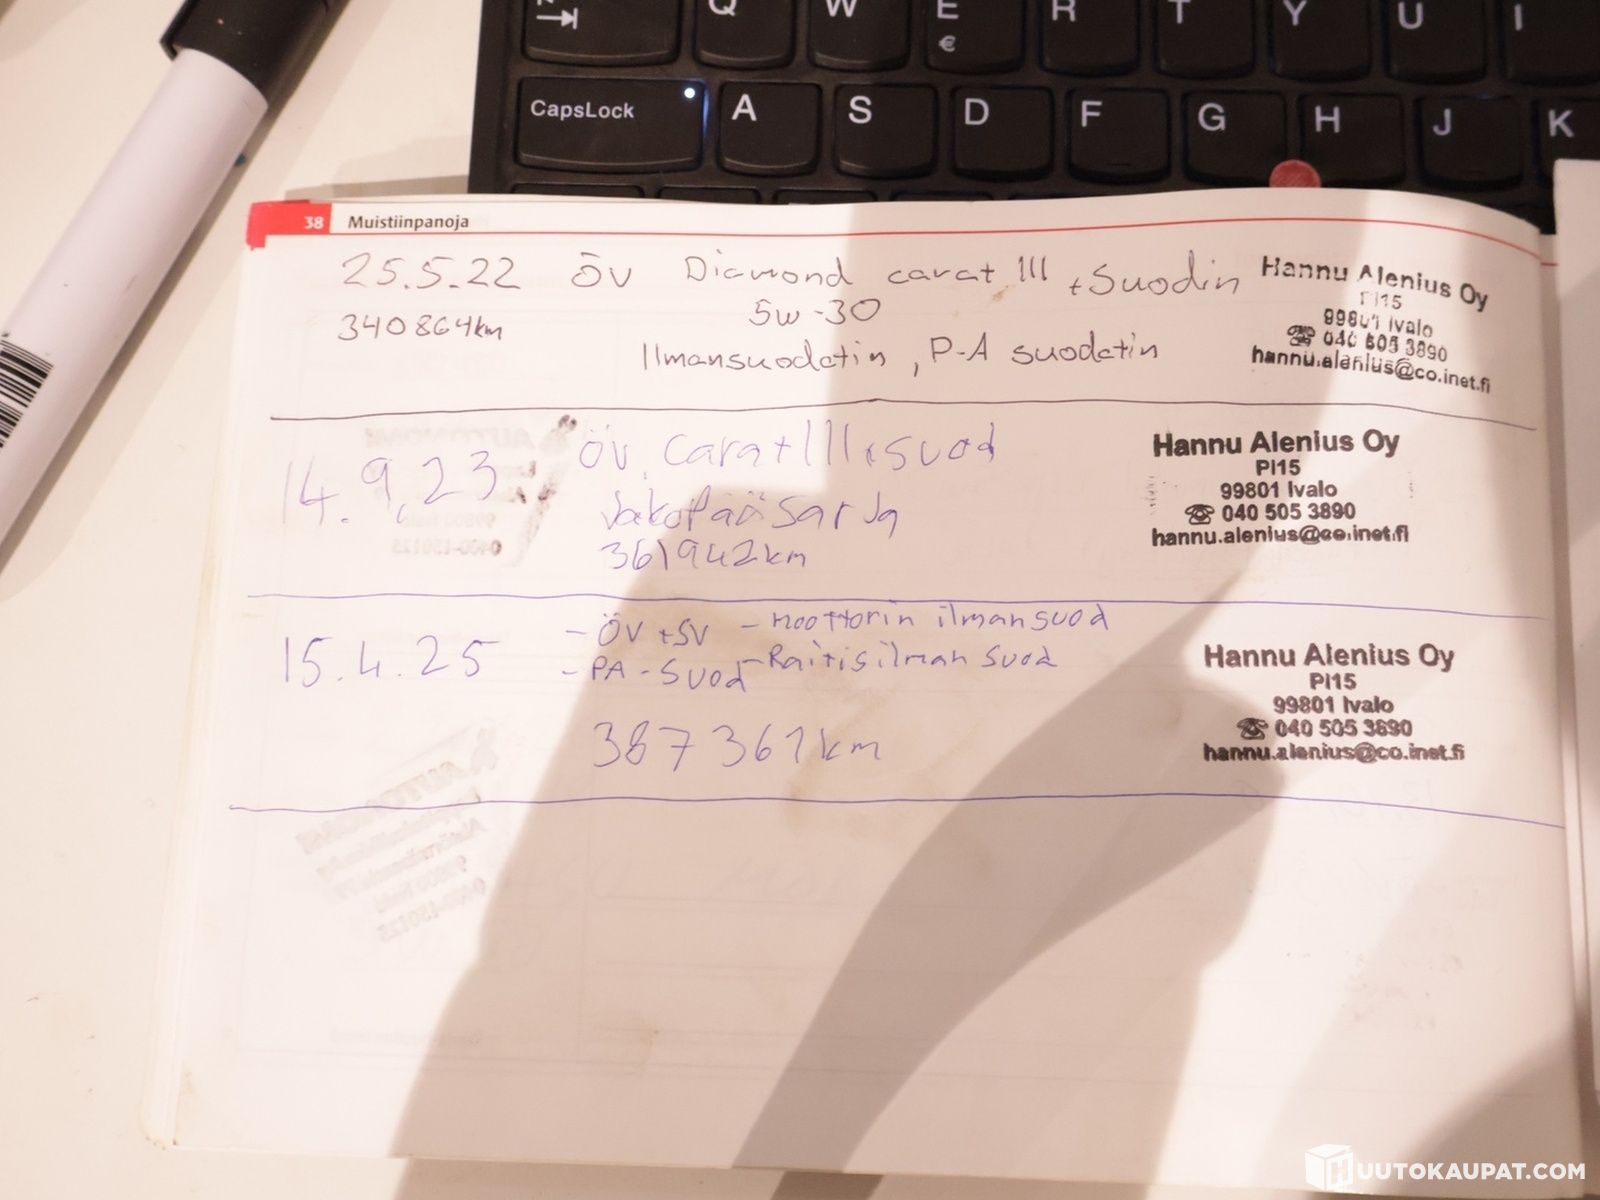 Q W E R T Y U I
€
CapsLock A S D F G H J K
38 Muistiinpanoja
25.5.22 ÖV Diamond carat III + Suodin
340864km 5w-30
Ilmansuodatin, P-A suodatin
Hannu Alenius Oy
PI15
99801 Ivalo
☎ 040 505 3890
hannu.alenius@co.inet.fi
14.9.23 ÖV, carat III + suod
Jakopääsarja
361942km
Hannu Alenius Oy
PI15
99801 Ivalo
☎ 040 505 3890
hannu.alenius@co.inet.fi
15.4.25 - ÖV + SV - moottorin ilmansuod
- PA-suod - Raitisilman suod
387361km
Hannu Alenius Oy
PI15
99801 Ivalo
☎ 040 505 3890
hannu.alenius@co.inet.fi
HUUTOKAUPAT.COM